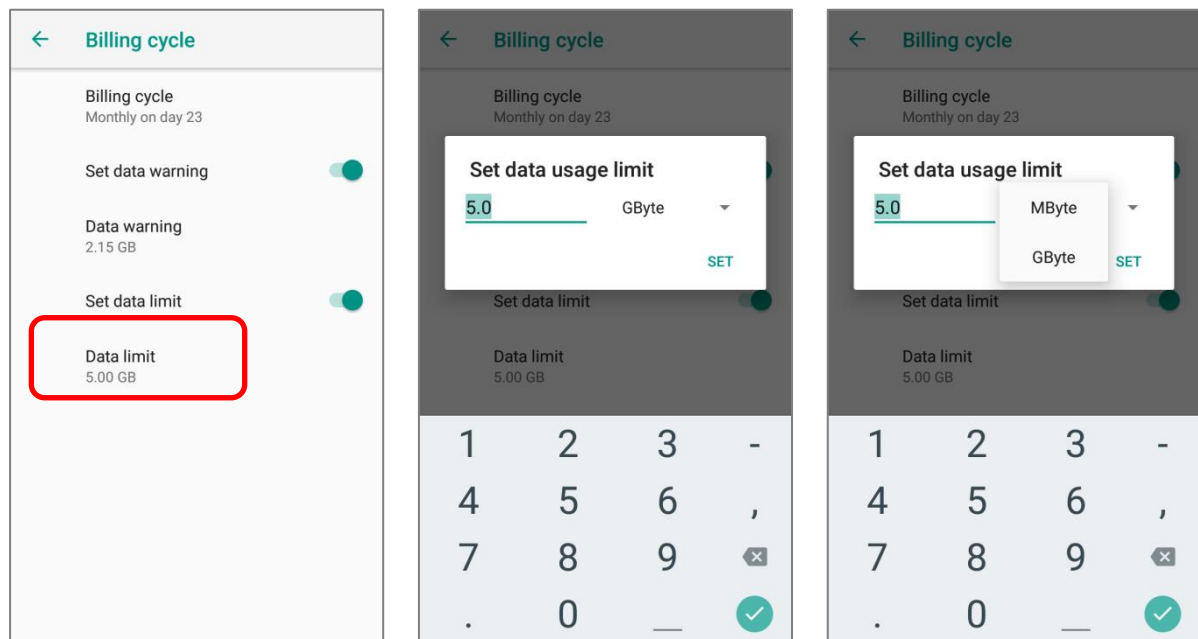 Billing cycle
Billing cycle
Monthly on day 23
Set data warning
Data warning
2.15 GB
Set data limit
Data limit
5.00 GB
Billing cycle
Billing cycle
Monthly on day 23
Set data usage limit
5.0 GByte
SET
Set data limit
Data limit
5.00 GB
1 2 3 -
4 5 6 ,
7 8 9
. 0 _
Billing cycle
Billing cycle
Monthly on day 23
Set data usage limit
5.0 MByte
GByte SET
Set data limit
Data limit
5.00 GB
1 2 3 -
4 5 6 ,
7 8 9
. 0 _